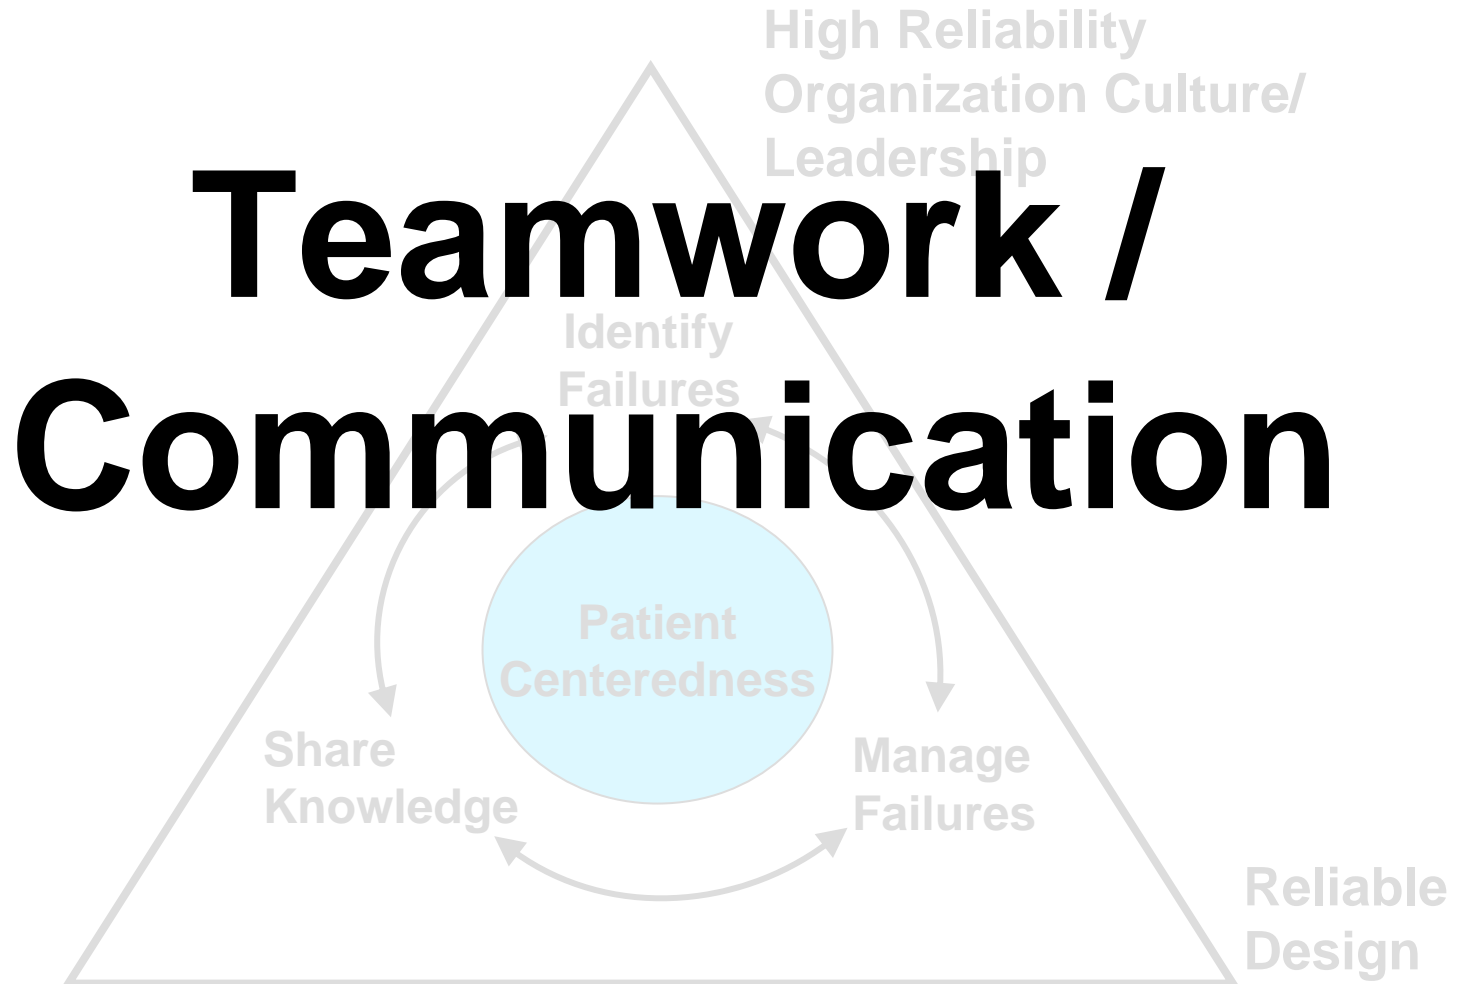 High Reliability
Organization Culture/
Leadership
Teamwork /
Communication
Identify
Failures
Patient
Centeredness
Share
Knowledge
Manage
Failures
Reliable
Design